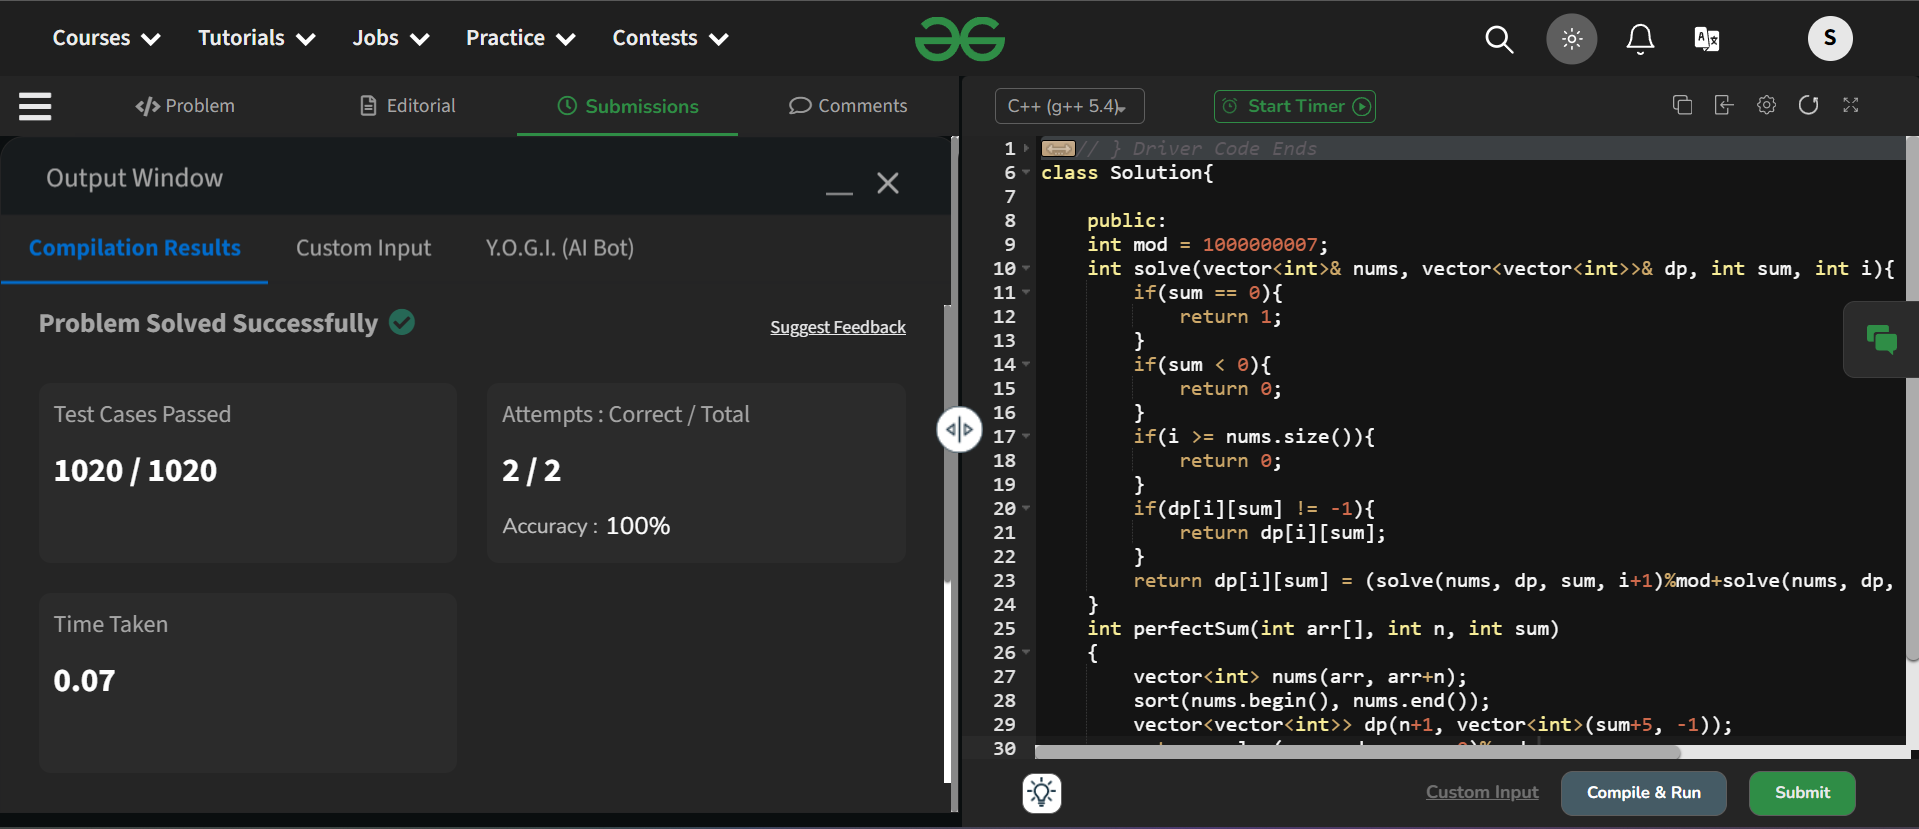 Courses Tutorials Jobs Practice Contests S
Problem Editorial Submissions Comments
Output Window
Compilation Results Custom Input Y.O.G.I. (AI Bot)
Problem Solved Successfully
Suggest Feedback
Test Cases Passed
1020 / 1020
Attempts : Correct / Total
2 / 2
Accuracy : 100%
Time Taken
0.07
C++ (g++ 5.4) Start Timer
1 // } Driver Code Ends
6 class Solution{
7
8 public:
9 int mod = 1000000007;
10 int solve(vector<int>& nums, vector<vector<int>>& dp, int sum, int i){
11 if(sum == 0){
12 return 1;
13 }
14 if(sum < 0){
15 return 0;
16 }
17 if(i >= nums.size()){
18 return 0;
19 }
20 if(dp[i][sum] != -1){
21 return dp[i][sum];
22 }
23 return dp[i][sum] = (solve(nums, dp, sum, i+1)%mod+solve(nums, dp,
24 }
25 int perfectSum(int arr[], int n, int sum)
26 {
27 vector<int> nums(arr, arr+n);
28 sort(nums.begin(), nums.end());
29 vector<vector<int>> dp(n+1, vector<int>(sum+5, -1));
30
Custom Input Compile & Run Submit